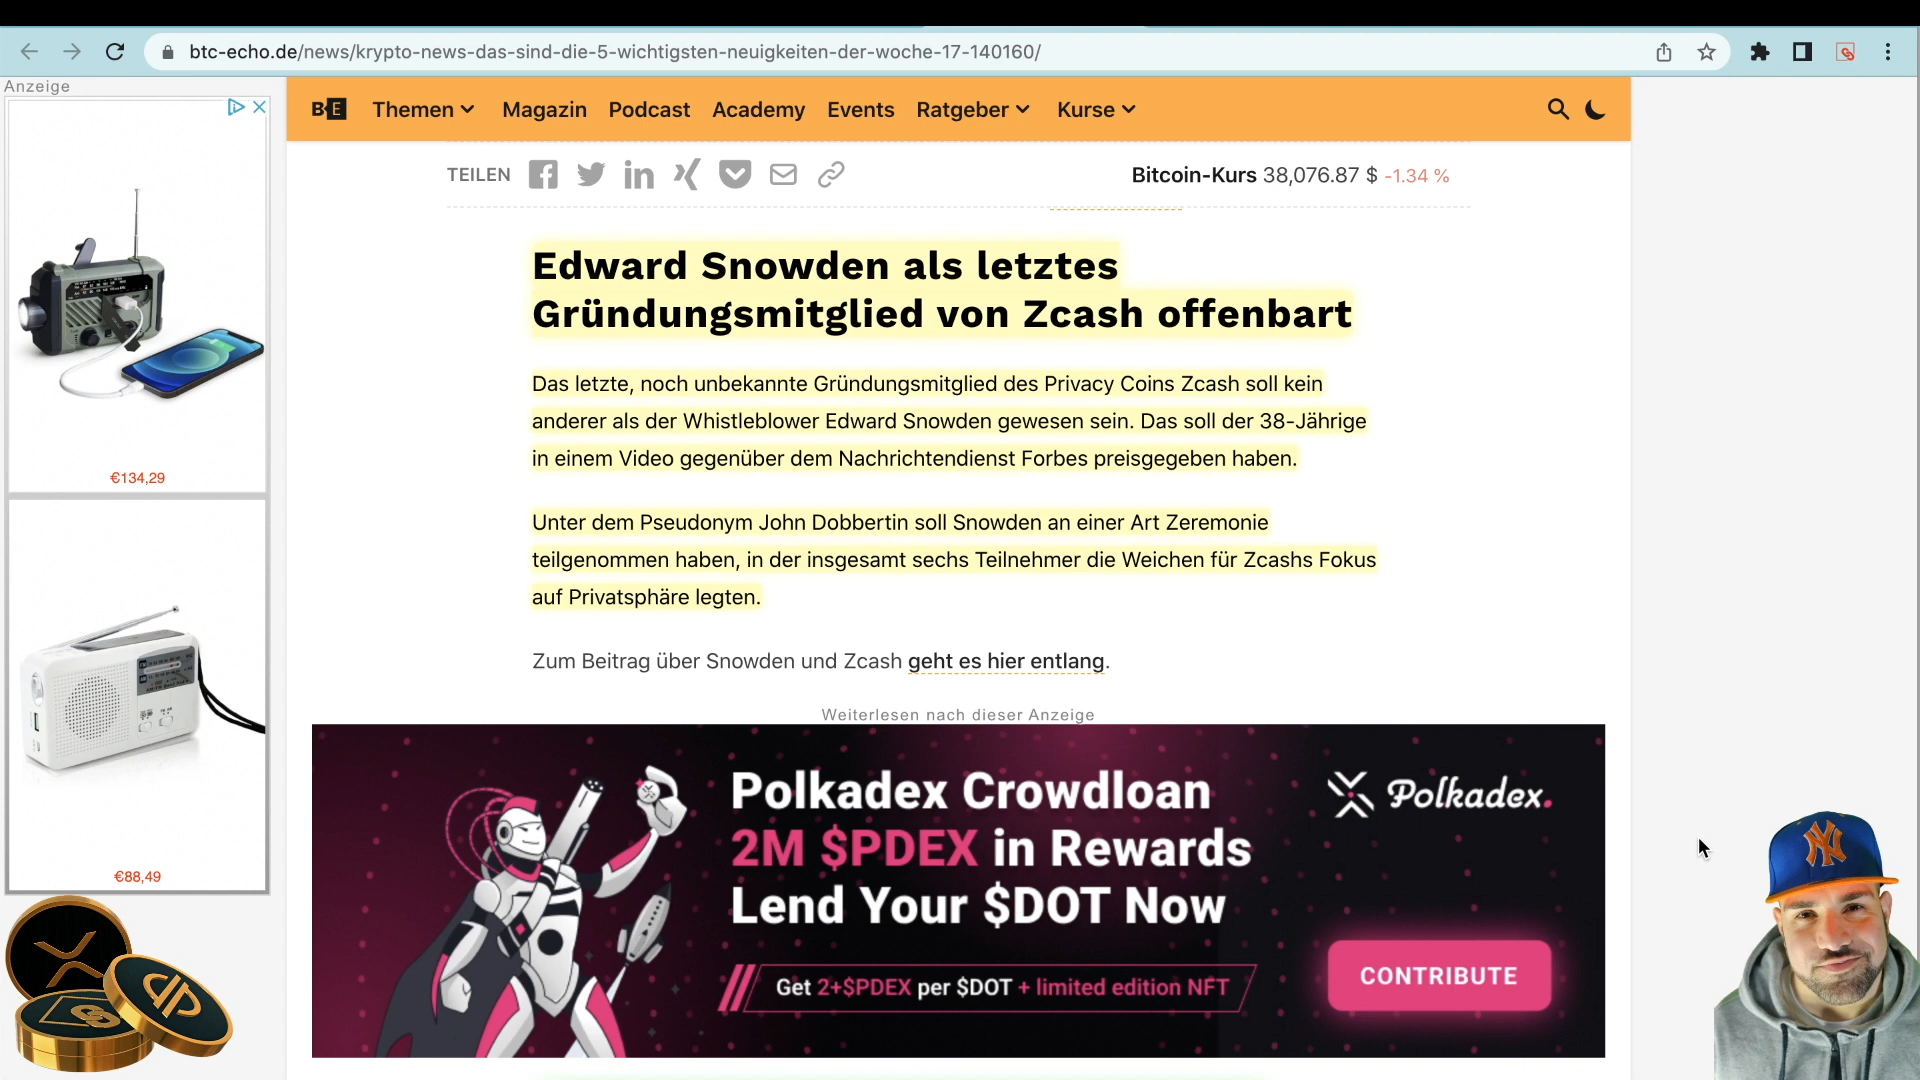 btc-echo.de/news/krypto-news-das-sind-die-5-wichtigsten-neuigkeiten-der-woche-17-140160/
Anzeige
€134,29
€88,49
BE Themen Magazin Podcast Academy Events Ratgeber Kurse
TEILEN
Bitcoin-Kurs 38,076.87 $ -1.34 %
Edward Snowden als letztes
Gründungsmitglied von Zcash offenbart
Das letzte, noch unbekannte Gründungsmitglied des Privacy Coins Zcash soll kein
anderer als der Whistleblower Edward Snowden gewesen sein. Das soll der 38-Jährige
in einem Video gegenüber dem Nachrichtendienst Forbes preisgegeben haben.
Unter dem Pseudonym John Dobbertin soll Snowden an einer Art Zeremonie
teilgenommen haben, in der insgesamt sechs Teilnehmer die Weichen für Zcashs Fokus
auf Privatsphäre legten.
Zum Beitrag über Snowden und Zcash geht es hier entlang.
Weiterlesen nach dieser Anzeige
Polkadex Crowdloan
2M $PDEX in Rewards
Lend Your $DOT Now
Get 2+$PDEX per $DOT + limited edition NFT
Polkadex.
CONTRIBUTE
NY